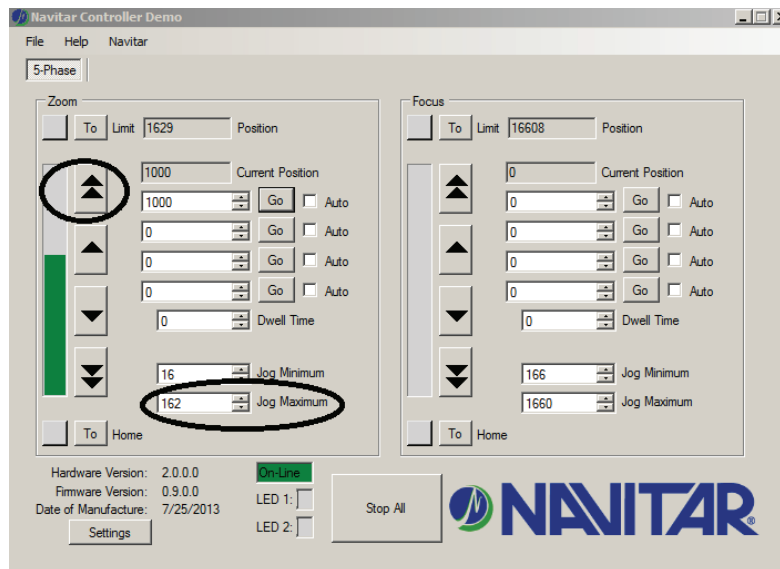 Navitar Controller Demo
File Help Navitar
5-Phase
Zoom
To Limit 1629 Position
1000 Current Position
1000 Go Auto
0 Go Auto
0 Go Auto
0 Go Auto
0 Dwell Time
16 Jog Minimum
162 Jog Maximum
To Home
Focus
To Limit 16608 Position
0 Current Position
0 Go Auto
0 Go Auto
0 Go Auto
0 Go Auto
0 Dwell Time
166 Jog Minimum
1660 Jog Maximum
To Home
Hardware Version: 2.0.0.0
Firmware Version: 0.9.0.0
Date of Manufacture: 7/25/2013
Settings
On-Line
LED 1:
LED 2:
Stop All
NAVITAR